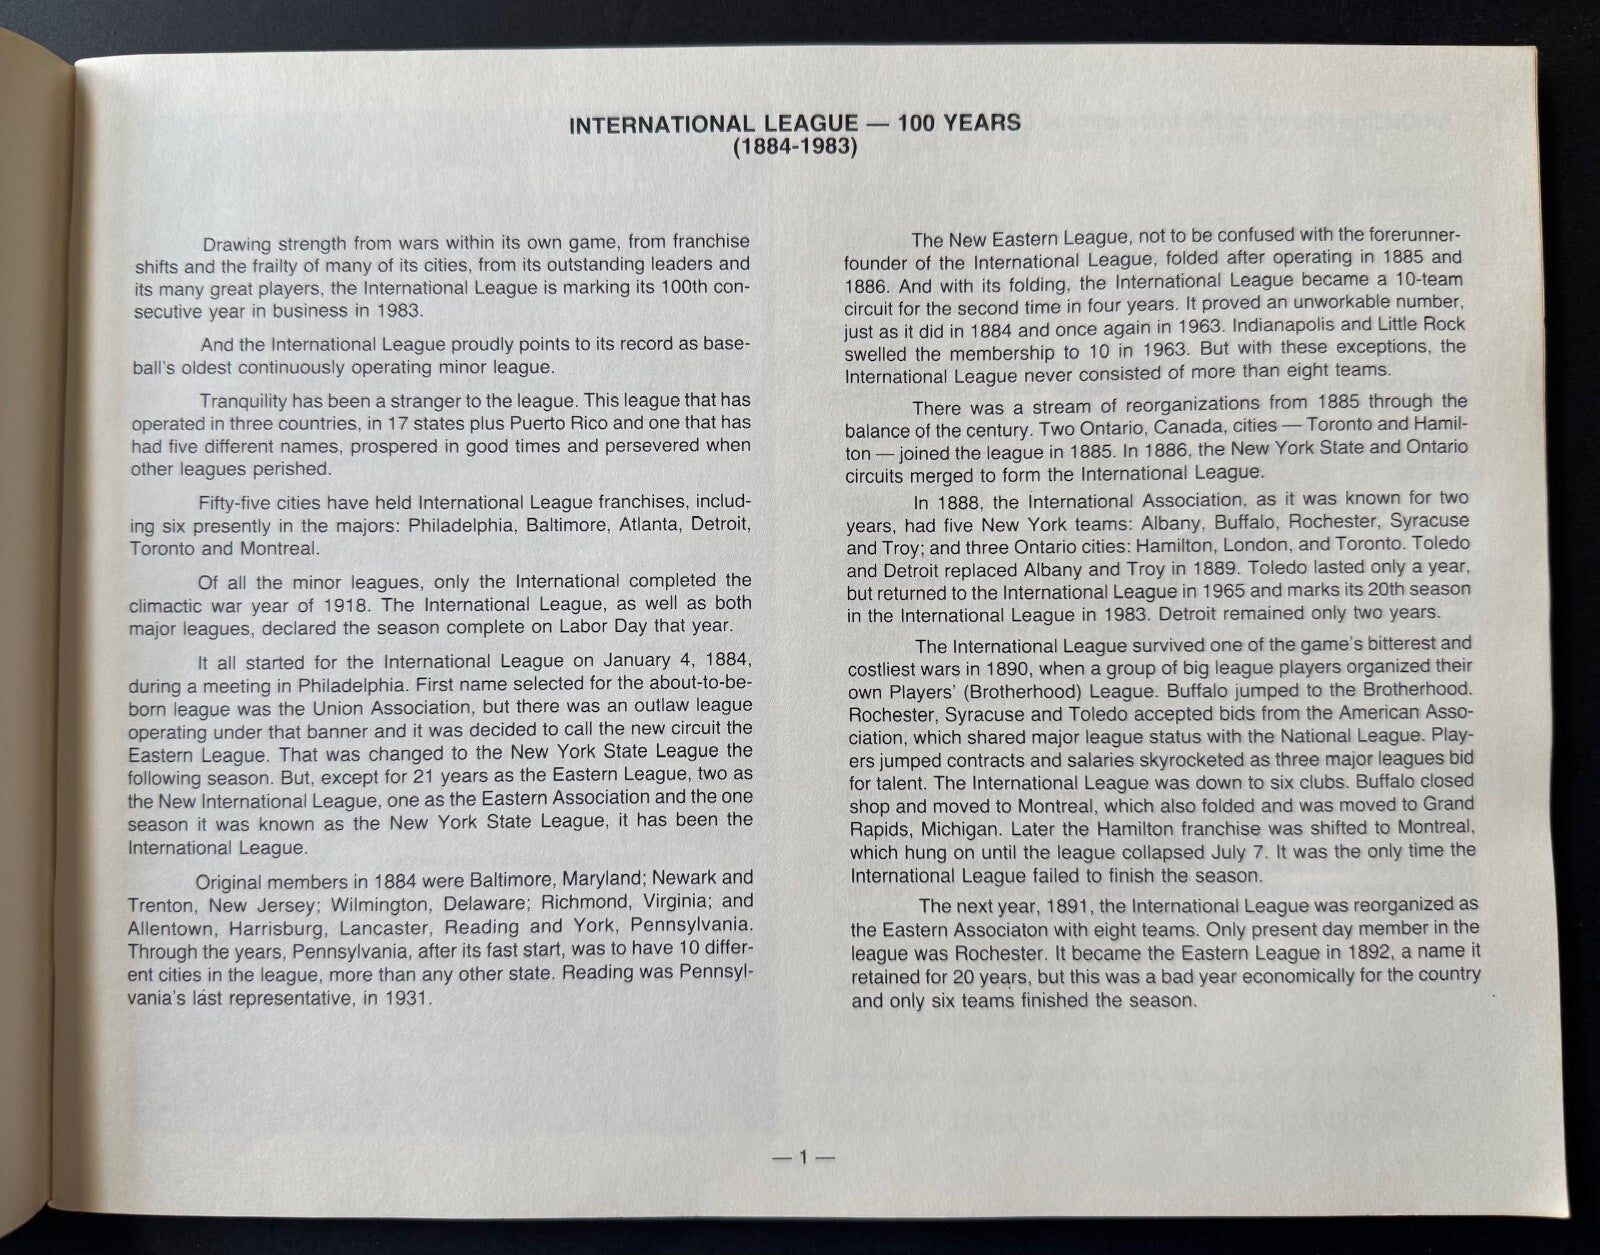 INTERNATIONAL LEAGUE — 100 YEARS
(1884-1983)
Drawing strength from wars within its own game, from franchise
shifts and the frailty of many of its cities, from its outstanding leaders and
its many great players, the International League is marking its 100th con-
secutive year in business in 1983.
And the International League proudly points to its record as base-
ball's oldest continuously operating minor league.
Tranquility has been a stranger to the league. This league that has
operated in three countries, in 17 states plus Puerto Rico and one that has
had five different names, prospered in good times and persevered when
other leagues perished.
Fifty-five cities have held International League franchises, includ-
ing six presently in the majors: Philadelphia, Baltimore, Atlanta, Detroit,
Toronto and Montreal.
Of all the minor leagues, only the International completed the
climactic war year of 1918. The International League, as well as both
major leagues, declared the season complete on Labor Day that year.
It all started for the International League on January 4, 1884,
during a meeting in Philadelphia. First name selected for the about-to-be-
born league was the Union Association, but there was an outlaw league
operating under that banner and it was decided to call the new circuit the
Eastern League. That was changed to the New York State League the
following season. But, except for 21 years as the Eastern League, two as
the New International League, one as the Eastern Association and the one
season it was known as the New York State League, it has been the
International League.
Original members in 1884 were Baltimore, Maryland; Newark and
Trenton, New Jersey; Wilmington, Delaware; Richmond, Virginia; and
Allentown, Harrisburg, Lancaster, Reading and York, Pennsylvania.
Through the years, Pennsylvania, after its fast start, was to have 10 differ-
ent cities in the league, more than any other state. Reading was Pennsyl-
vania's last representative, in 1931.
The New Eastern League, not to be confused with the forerunner-
founder of the International League, folded after operating in 1885 and
1886. And with its folding, the International League became a 10-team
circuit for the second time in four years. It proved an unworkable number,
just as it did in 1884 and once again in 1963. Indianapolis and Little Rock
swelled the membership to 10 in 1963. But with these exceptions, the
International League never consisted of more than eight teams.
There was a stream of reorganizations from 1885 through the
balance of the century. Two Ontario, Canada, cities — Toronto and Hamil-
ton — joined the league in 1885. In 1886, the New York State and Ontario
circuits merged to form the International League.
In 1888, the International Association, as it was known for two
years, had five New York teams: Albany, Buffalo, Rochester, Syracuse
and Troy; and three Ontario cities: Hamilton, London, and Toronto. Toledo
and Detroit replaced Albany and Troy in 1889. Toledo lasted only a year,
but returned to the International League in 1965 and marks its 20th season
in the International League in 1983. Detroit remained only two years.
The International League survived one of the game's bitterest and
costliest wars in 1890, when a group of big league players organized their
own Players' (Brotherhood) League. Buffalo jumped to the Brotherhood.
Rochester, Syracuse and Toledo accepted bids from the American Asso-
ciation, which shared major league status with the National League. Play-
ers jumped contracts and salaries skyrocketed as three major leagues bid
for talent. The International League was down to six clubs. Buffalo closed
shop and moved to Montreal, which also folded and was moved to Grand
Rapids, Michigan. Later the Hamilton franchise was shifted to Montreal,
which hung on until the league collapsed July 7. It was the only time the
International League failed to finish the season.
The next year, 1891, the International League was reorganized as
the Eastern Associaton with eight teams. Only present day member in the
league was Rochester. It became the Eastern League in 1892, a name it
retained for 20 years, but this was a bad year economically for the country
and only six teams finished the season.
— 1 —